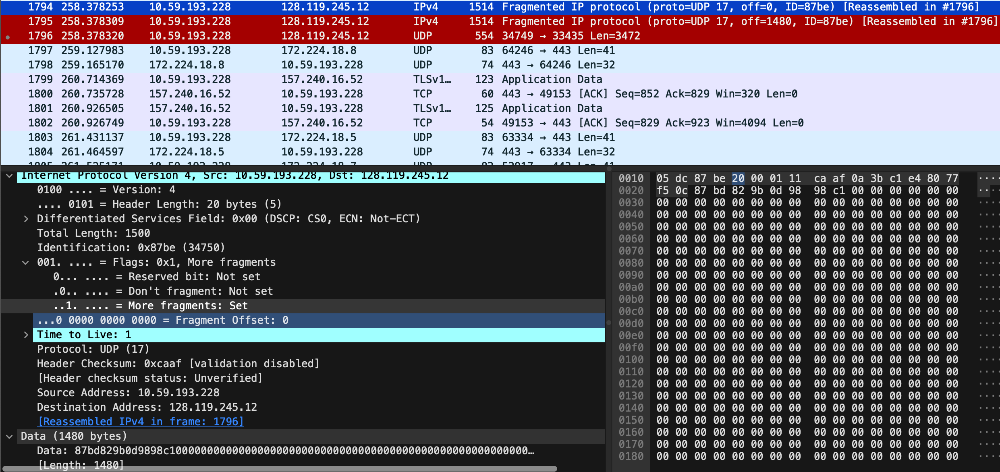 1794 258.378253 10.59.193.228 128.119.245.12 IPv4 1514 Fragmented IP protocol (proto=UDP 17, off=0, ID=87be) [Reassembled in #1796]
1795 258.378309 10.59.193.228 128.119.245.12 IPv4 1514 Fragmented IP protocol (proto=UDP 17, off=1480, ID=87be) [Reassembled in #1796]
1796 258.378320 10.59.193.228 128.119.245.12 UDP 554 34749 → 33435 Len=3472
1797 259.127983 10.59.193.228 172.224.18.8 UDP 83 64246 → 443 Len=41
1798 259.165170 172.224.18.8 10.59.193.228 UDP 74 443 → 64246 Len=32
1799 260.714369 10.59.193.228 157.240.16.52 TLSv1… 123 Application Data
1800 260.735728 157.240.16.52 10.59.193.228 TCP 60 443 → 49153 [ACK] Seq=852 Ack=829 Win=320 Len=0
1801 260.926505 157.240.16.52 10.59.193.228 TLSv1… 125 Application Data
1802 260.926749 10.59.193.228 157.240.16.52 TCP 54 49153 → 443 [ACK] Seq=829 Ack=923 Win=4094 Len=0
1803 261.431137 10.59.193.228 172.224.18.5 UDP 83 63334 → 443 Len=41
1804 261.464597 172.224.18.5 10.59.193.228 UDP 74 443 → 63334 Len=32
1805 261.525171 10.59.193.228 172.224.18.7 UDP 83 53917 → 443 Len=41
Internet Protocol Version 4, Src: 10.59.193.228, Dst: 128.119.245.12
0100 .... = Version: 4
.... 0101 = Header Length: 20 bytes (5)
Differentiated Services Field: 0x00 (DSCP: CS0, ECN: Not-ECT)
Total Length: 1500
Identification: 0x87be (34750)
001. .... = Flags: 0x1, More fragments
0... .... = Reserved bit: Not set
.0.. .... = Don't fragment: Not set
..1. .... = More fragments: Set
...0 0000 0000 0000 = Fragment Offset: 0
Time to Live: 1
Protocol: UDP (17)
Header Checksum: 0xcaaf [validation disabled]
[Header checksum status: Unverified]
Source Address: 10.59.193.228
Destination Address: 128.119.245.12
[Reassembled IPv4 in frame: 1796]
Data (1480 bytes)
Data: 87bd829b0d9898c100000000000000000000000000000000000000000000000000000000…
[Length: 1480]
0010 05 dc 87 be 20 00 01 11 ca af 0a 3b c1 e4 80 77 ····
0020 f5 0c 87 bd 82 9b 0d 98 98 c1 00 00 00 00 00 00 ····
0030 00 00 00 00 00 00 00 00 00 00 00 00 00 00 00 00 ····
0040 00 00 00 00 00 00 00 00 00 00 00 00 00 00 00 00 ····
0050 00 00 00 00 00 00 00 00 00 00 00 00 00 00 00 00 ····
0060 00 00 00 00 00 00 00 00 00 00 00 00 00 00 00 00 ····
0070 00 00 00 00 00 00 00 00 00 00 00 00 00 00 00 00 ····
0080 00 00 00 00 00 00 00 00 00 00 00 00 00 00 00 00 ····
0090 00 00 00 00 00 00 00 00 00 00 00 00 00 00 00 00 ····
00a0 00 00 00 00 00 00 00 00 00 00 00 00 00 00 00 00 ····
00b0 00 00 00 00 00 00 00 00 00 00 00 00 00 00 00 00 ····
00c0 00 00 00 00 00 00 00 00 00 00 00 00 00 00 00 00 ····
00d0 00 00 00 00 00 00 00 00 00 00 00 00 00 00 00 00 ····
00e0 00 00 00 00 00 00 00 00 00 00 00 00 00 00 00 00 ····
00f0 00 00 00 00 00 00 00 00 00 00 00 00 00 00 00 00 ····
0100 00 00 00 00 00 00 00 00 00 00 00 00 00 00 00 00 ····
0110 00 00 00 00 00 00 00 00 00 00 00 00 00 00 00 00 ····
0120 00 00 00 00 00 00 00 00 00 00 00 00 00 00 00 00 ····
0130 00 00 00 00 00 00 00 00 00 00 00 00 00 00 00 00 ····
0140 00 00 00 00 00 00 00 00 00 00 00 00 00 00 00 00 ····
0150 00 00 00 00 00 00 00 00 00 00 00 00 00 00 00 00 ····
0160 00 00 00 00 00 00 00 00 00 00 00 00 00 00 00 00 ····
0170 00 00 00 00 00 00 00 00 00 00 00 00 00 00 00 00 ····
0180 00 00 00 00 00 00 00 00 00 00 00 00 00 00 00 00 ····